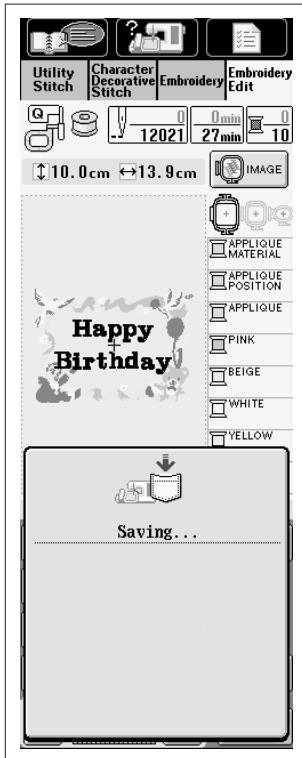 ?
Utility Stitch
Character Decorative Stitch
Embroidery
Embroidery Edit
Q
0
12021
0min
27min
0
10
10.0cm 13.9cm
IMAGE
APPLIQUE MATERIAL
APPLIQUE POSITION
APPLIQUE
PINK
BEIGE
WHITE
YELLOW
Happy
Birthday
Saving...